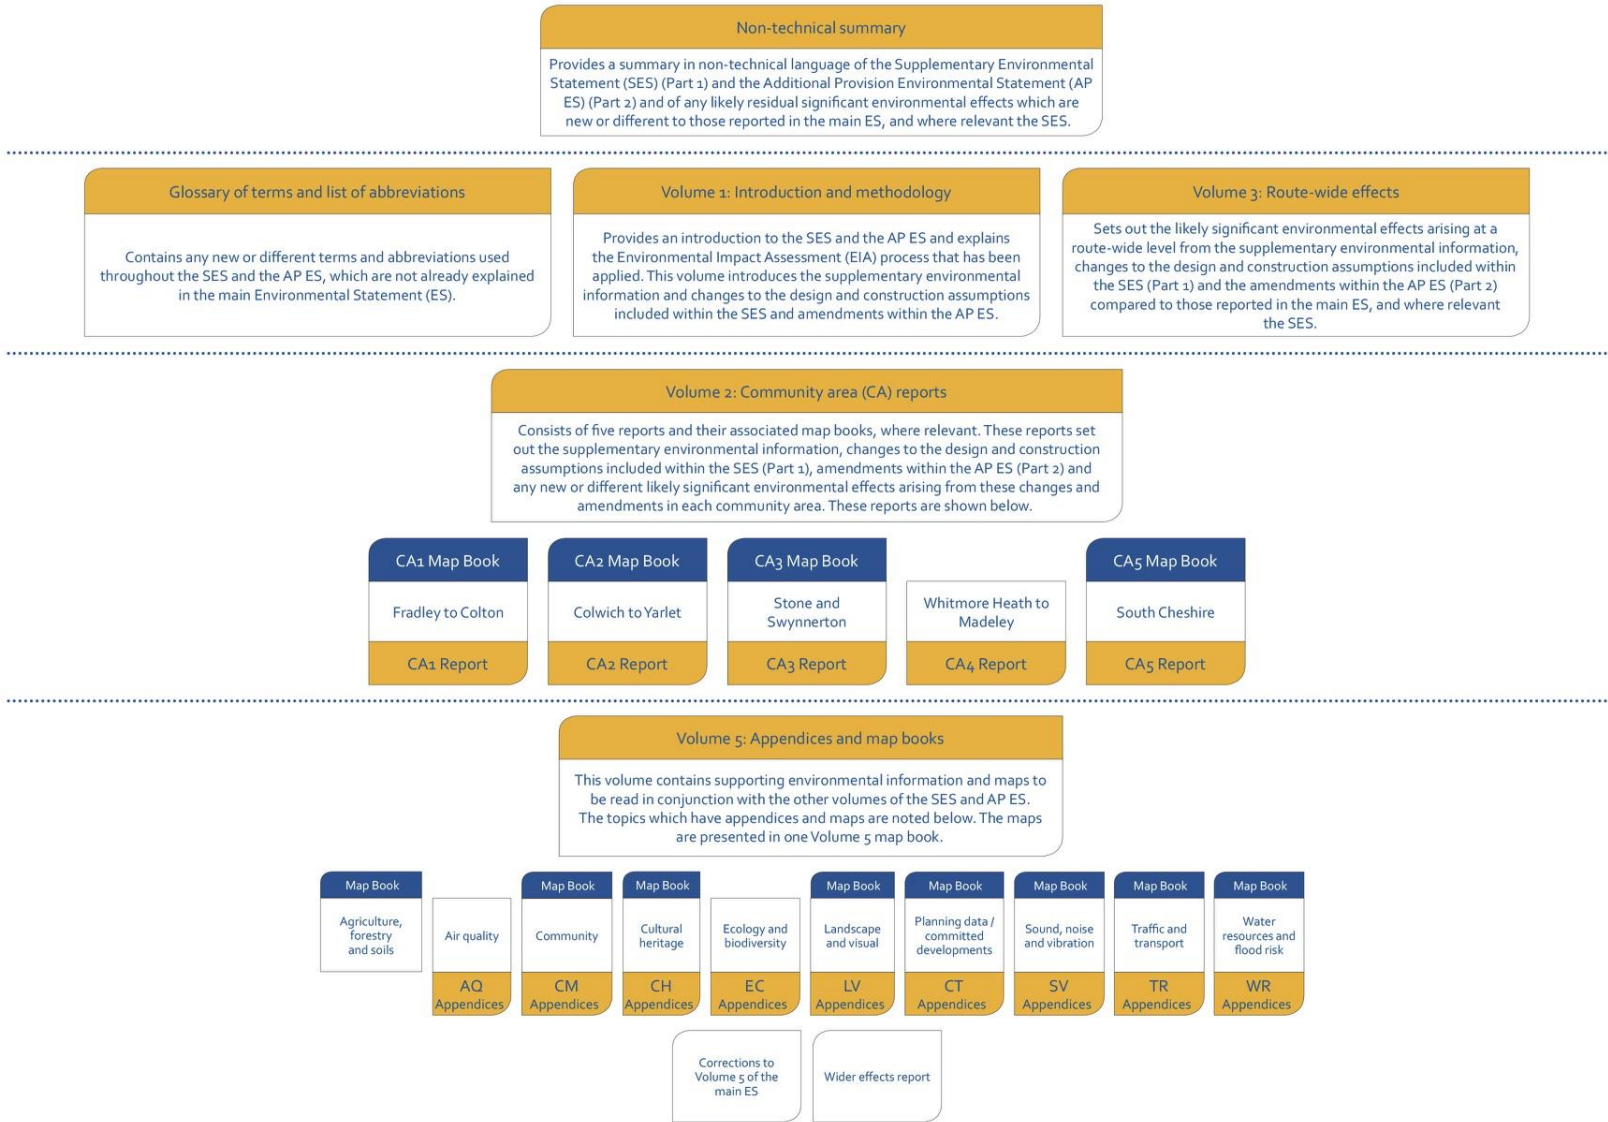 Non-technical summary
Provides a summary in non-technical language of the Supplementary Environmental
Statement (SES) (Part 1) and the Additional Provision Environmental Statement (AP
ES) (Part 2) and of any likely residual significant environmental effects which are
new or different to those reported in the main ES, and where relevant the SES.
Glossary of terms and list of abbreviations
Contains any new or different terms and abbreviations used
throughout the SES and the AP ES, which are not already explained
in the main Environmental Statement (ES).
Volume 1: Introduction and methodology
Provides an introduction to the SES and the AP ES and explains
the Environmental Impact Assessment (EIA) process that has been
applied. This volume introduces the supplementary environmental
information and changes to the design and construction assumptions
included within the SES and amendments within the AP ES.
Volume 3: Route-wide effects
Sets out the likely significant environmental effects arising at a
route-wide level from the supplementary environmental information,
changes to the design and construction assumptions included within
the SES (Part 1) and the amendments within the AP ES (Part 2)
compared to those reported in the main ES, and where relevant
the SES.
Volume 2: Community area (CA) reports
Consists of five reports and their associated map books, where relevant. These reports set
out the supplementary environmental information, changes to the design and construction
assumptions included within the SES (Part 1), amendments within the AP ES (Part 2) and
any new or different likely significant environmental effects arising from these changes and
amendments in each community area. These reports are shown below.
CA1 Map Book
Fradley to Colton
CA1 Report
CA2 Map Book
Colwich to Yarlet
CA2 Report
CA3 Map Book
Stone and
Swynnerton
CA3 Report
Whitmore Heath to
Madeley
CA4 Report
CA5 Map Book
South Cheshire
CA5 Report
Volume 5: Appendices and map books
This volume contains supporting environmental information and maps to
be read in conjunction with the other volumes of the SES and AP ES.
The topics which have appendices and maps are noted below. The maps
are presented in one Volume 5 map book.
Map Book
Agriculture,
forestry
and soils
Air quality
AQ
Appendices
Map Book
Community
CM
Appendices
Map Book
Cultural
heritage
CH
Appendices
Ecology and
biodiversity
EC
Appendices
Map Book
Landscape
and visual
LV
Appendices
Map Book
Planning data /
committed
developments
CT
Appendices
Map Book
Sound, noise
and vibration
SV
Appendices
Map Book
Traffic and
transport
TR
Appendices
Map Book
Water
resources and
flood risk
WR
Appendices
Corrections to
Volume 5 of the
main ES
Wider effects report